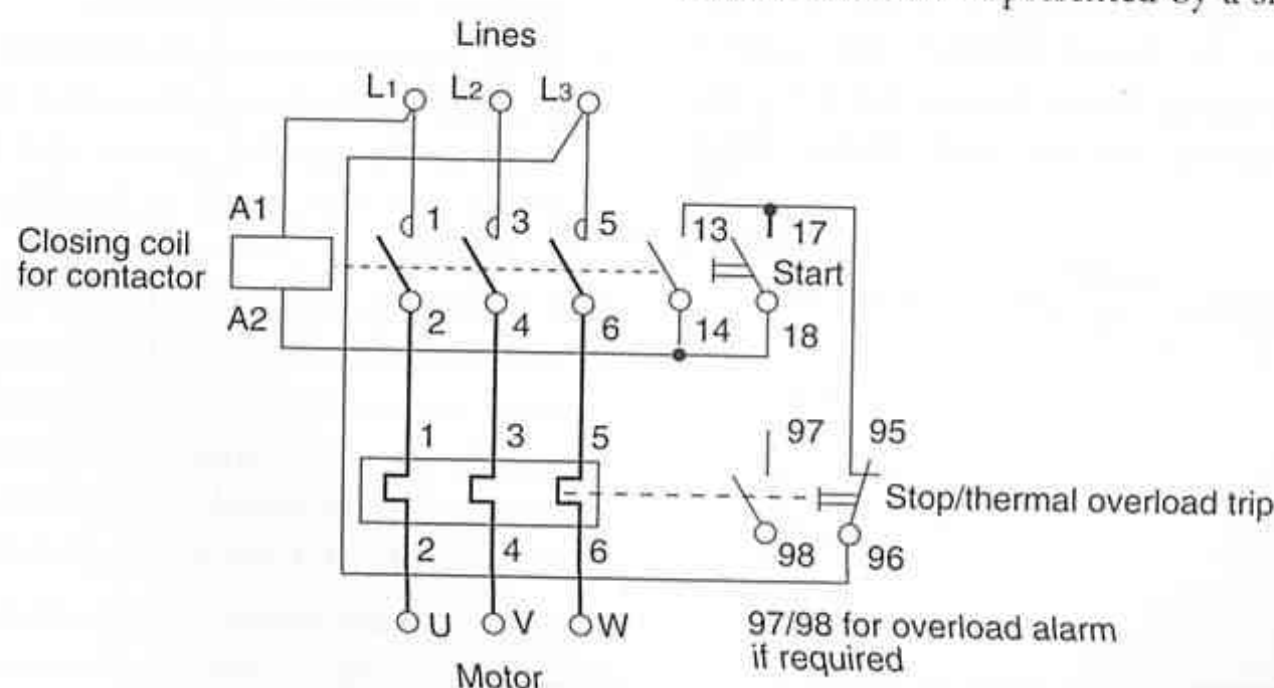 by a
Lines
L1 L2 L3
A1 1 3 5 13 17
Closing coil
for contactor
Start
A2 2 4 6 14 18
1 3 5 97 95
Stop/thermal overload trip
2 4 6 98 96
U V W
97/98 for overload alarm
if required
Motor